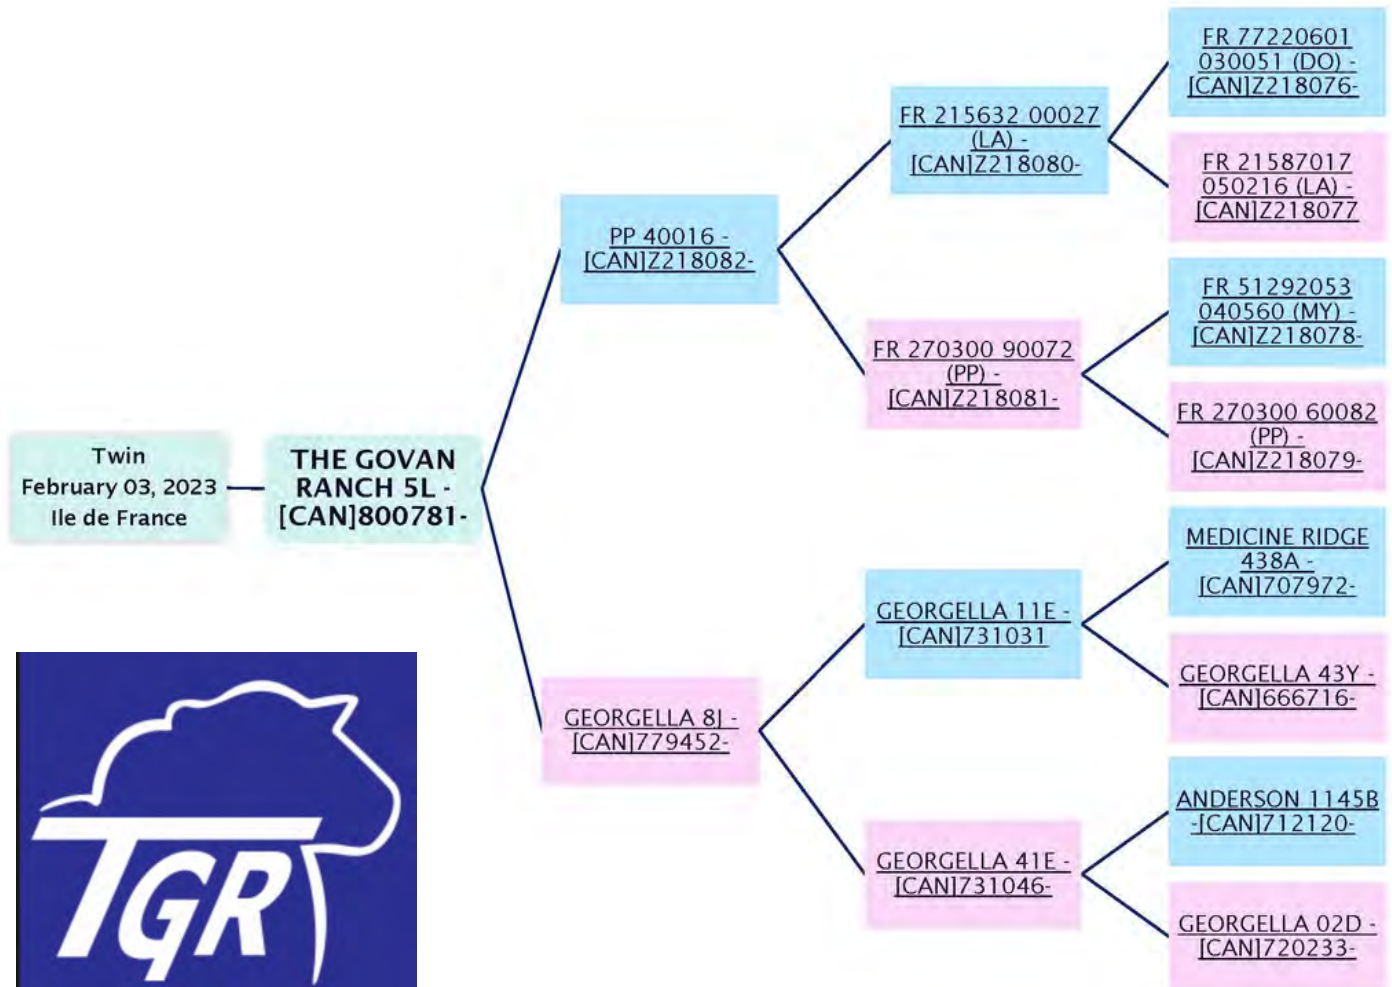 Twin
February 03, 2023
Ile de France
THE GOVAN
RANCH 5L -
[CAN]800781-
PP 40016 -
[CAN]Z218082-
GEORGELLA 8J -
[CAN]779452-
FR 215632 00027
(LA) -
[CAN]Z218080-
FR 270300 90072
(PP) -
[CAN]Z218081-
GEORGELLA 11E -
[CAN]731031
GEORGELLA 41E -
[CAN]731046-
FR 77220601
030051 (DO) -
[CAN]Z218076-
FR 21587017
050216 (LA) -
[CAN]Z218077
FR 51292053
040560 (MY) -
[CAN]Z218078-
FR 270300 60082
(PP) -
[CAN]Z218079-
MEDICINE RIDGE
438A -
[CAN]707972-
GEORGELLA 43Y -
[CAN]666716-
ANDERSON 1145B
-[CAN]712120-
GEORGELLA 02D -
[CAN]720233-
TGR